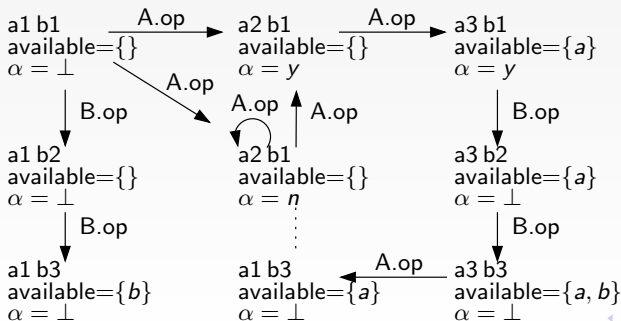 a1 b1
available={}
α = ⊥
A.op
a2 b1
available={}
α = y
A.op
a3 b1
available={a}
α = y
A.op
A.op
A.op
B.op
B.op
a1 b2
available={}
α = ⊥
a2 b1
available={}
α = n
a3 b2
available={a}
α = ⊥
B.op
B.op
a1 b3
available={b}
α = ⊥
a1 b3
available={a}
α = ⊥
A.op
a3 b3
available={a, b}
α = ⊥